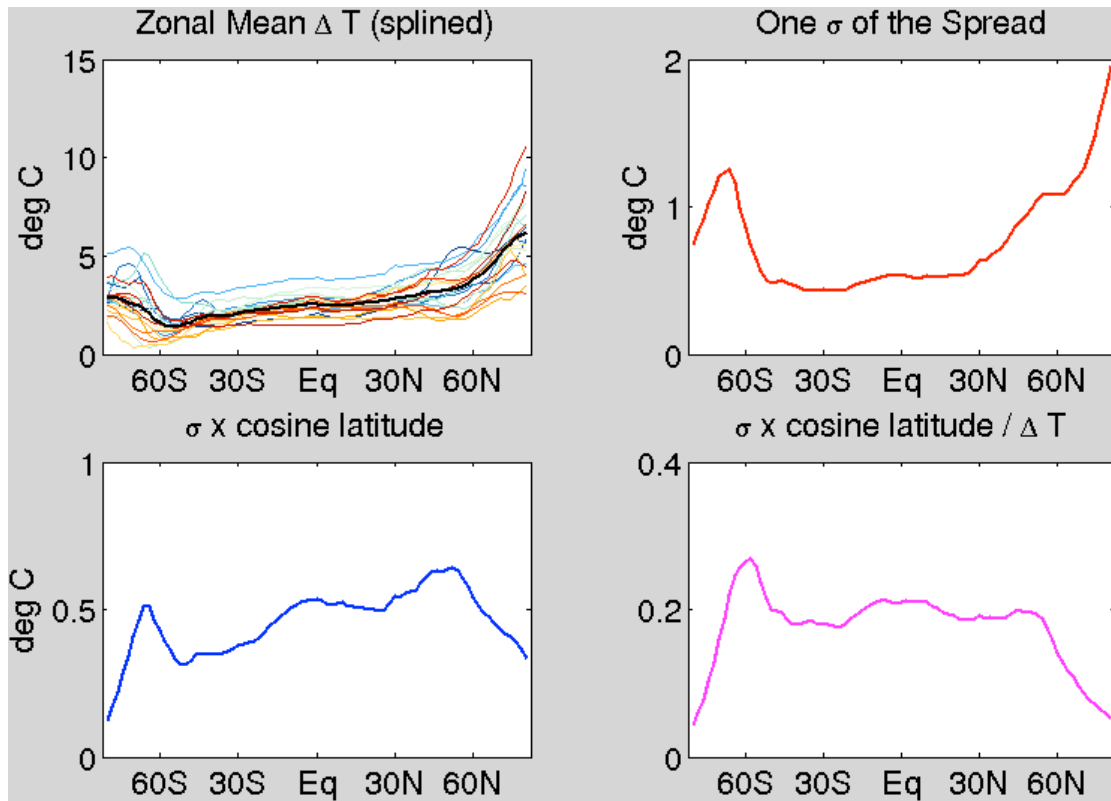 Zonal Mean Δ T (splined)
15
10
5
0
deg C
60S 30S Eq 30N 60N
One σ of the Spread
2
1
0
deg C
60S 30S Eq 30N 60N
σ x cosine latitude
1
0.5
0
deg C
60S 30S Eq 30N 60N
σ x cosine latitude / Δ T
0.4
0.2
0
60S 30S Eq 30N 60N